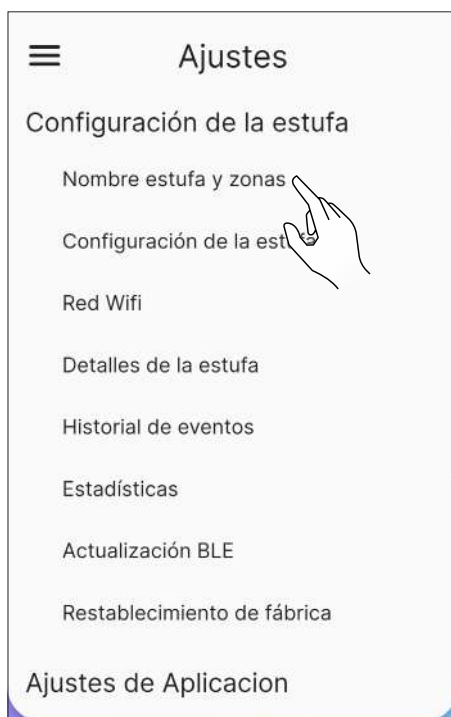 Ajustes
Configuración de la estufa
Nombre estufa y zonas
Configuración de la estufa
Red Wifi
Detalles de la estufa
Historial de eventos
Estadísticas
Actualización BLE
Restablecimiento de fábrica
Ajustes de Aplicacion